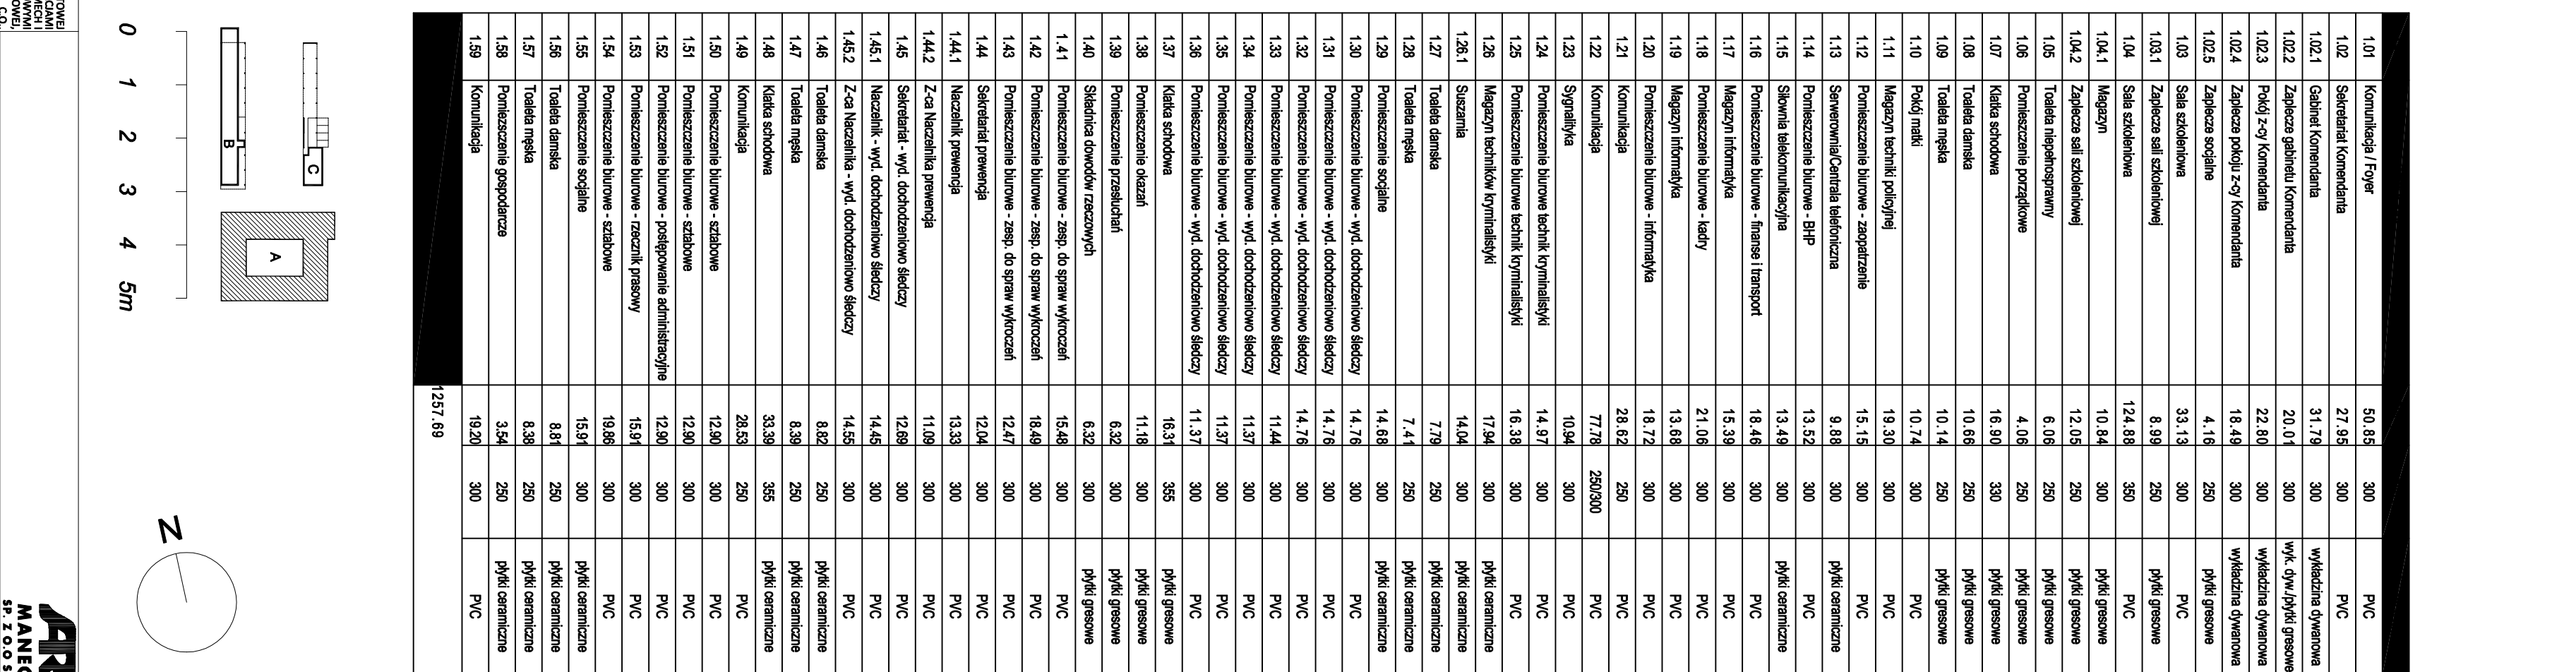 1.01 Komunikacja / Foyer 50.85 300 PVC
1.02 Sekretariat Komendanta 27.95 300 PVC
1.02.1 Gabinet Komendanta 31.79 300 wykładzina dywanowa
1.02.2 Zaplecze gabinetu Komendanta 20.01 250 wyk. dyw./płytki gresowe
1.02.3 Pokój z-cy Komendanta 22.80 300 wykładzina dywanowa
1.02.4 Zaplecze pokoju z-cy Komendanta 18.49 300 wykładzina dywanowa
1.02.5 Zaplecze socjalne 4.16 250 płytki gresowe
1.03 Sala szkoleniowa 33.13 300 PVC
1.03.1 Zaplecze sali szkoleniowej 8.99 250 płytki gresowe
1.04 Sala szkoleniowa 124.88 350 PVC
1.04.1 Magazyn 10.84 300 płytki gresowe
1.04.2 Zaplecze sali szkoleniowej 12.05 250 płytki gresowe
1.05 Toaleta niepełnosprawny 6.06 250 płytki gresowe
1.06 Pomieszczenie porządkowe 4.06 250 płytki gresowe
1.07 Klatka schodowa 16.90 330 płytki gresowe
1.08 Toaleta damska 10.66 250 płytki gresowe
1.09 Toaleta męska 10.14 250 płytki gresowe
1.10 Pokój matki 10.74 300 PVC
1.11 Magazyn techniki policyjnej 19.30 300 PVC
1.12 Pomieszczenie biurowe - zaopatrzenie 15.15 300 PVC
1.13 Serwerownia/Centrala telefoniczna 9.88 300 płytki ceramiczne
1.14 Pomieszczenie biurowe - BHP 13.52 300 PVC
1.15 Siłownia telekomunikacyjna 13.49 300 płytki ceramiczne
1.16 Pomieszczenie biurowe - finanse i transport 18.46 300 PVC
1.17 Magazyn informatyka 15.39 300 PVC
1.18 Pomieszczenie biurowe - kadry 21.06 300 PVC
1.19 Magazyn informatyka 13.68 300 PVC
1.20 Pomieszczenie biurowe - informatyka 18.72 300 PVC
1.21 Komunikacja 28.62 250 PVC
1.22 Komunikacja 77.78 250/300 PVC
1.23 Sygnalityka 10.94 300 PVC
1.24 Pomieszczenie biurowe technik kryminalistyki 14.97 300 PVC
1.25 Pomieszczenie biurowe technik kryminalistyki 16.38 300 PVC
1.26 Magazyn techników kryminalistyki 17.94 300 płytki ceramiczne
1.26.1 Suszarnia 14.04 300 płytki ceramiczne
1.27 Toaleta damska 7.79 250 płytki ceramiczne
1.28 Toaleta męska 7.41 250 płytki ceramiczne
1.29 Pomieszczenie socjalne 14.68 300 płytki ceramiczne
1.30 Pomieszczenie biurowe - wyd. dochodzeniowo śledczy 14.76 300 PVC
1.31 Pomieszczenie biurowe - wyd. dochodzeniowo śledczy 14.76 300 PVC
1.32 Pomieszczenie biurowe - wyd. dochodzeniowo śledczy 14.76 300 PVC
1.33 Pomieszczenie biurowe - wyd. dochodzeniowo śledczy 11.44 300 PVC
1.34 Pomieszczenie biurowe - wyd. dochodzeniowo śledczy 11.37 300 PVC
1.35 Pomieszczenie biurowe - wyd. dochodzeniowo śledczy 11.37 300 PVC
1.36 Pomieszczenie biurowe - wyd. dochodzeniowo śledczy 11.37 300 PVC
1.37 Klatka schodowa 16.31 355 płytki gresowe
1.38 Pomieszczenie okazań 11.18 300 płytki gresowe
1.39 Pomieszczenie przesłuchań 6.32 300 płytki gresowe
1.40 Składnica dowodów rzeczowych 6.32 300 płytki gresowe
1.41 Pomieszczenie biurowe - zesp. do spraw wykroczeń 15.48 300 PVC
1.42 Pomieszczenie biurowe - zesp. do spraw wykroczeń 18.49 300 PVC
1.43 Pomieszczenie biurowe - zesp. do spraw wykroczeń 12.47 300 PVC
1.44 Sekretariat prewencja 12.04 300 PVC
1.44.1 Naczelnik prewencja 13.33 300 PVC
1.44.2 Z-ca Naczelnika prewencja 11.09 300 PVC
1.45 Sekretariat - wyd. dochodzeniowo śledczy 12.69 300 PVC
1.45.1 Naczelnik - wyd. dochodzeniowo śledczy 14.45 300 PVC
1.45.2 Z-ca Naczelnika - wyd. dochodzeniowo śledczy 14.55 300 PVC
1.46 Toaleta damska 8.82 250 płytki ceramiczne
1.47 Toaleta męska 8.39 250 płytki ceramiczne
1.48 Klatka schodowa 33.39 355 płytki ceramiczne
1.49 Komunikacja 28.53 250 PVC
1.50 Pomieszczenie biurowe - sztabowe 12.90 300 PVC
1.51 Pomieszczenie biurowe - sztabowe 12.90 300 PVC
1.52 Pomieszczenie biurowe - postępowanie administracyjne 12.90 300 PVC
1.53 Pomieszczenie biurowe - rzecznik prasowy 15.91 300 PVC
1.54 Pomieszczenie biurowe - sztabowe 19.86 300 PVC
1.55 Pomieszczenie socjalne 15.91 300 płytki ceramiczne
1.56 Toaleta damska 8.81 250 płytki ceramiczne
1.57 Toaleta męska 8.38 250 płytki ceramiczne
1.58 Pomiezsczenie gospodarcze 3.54 250 płytki ceramiczne
1.59 Komunikacja 19.20 300 PVC
1257.69
C
B
A
0 1 2 3 4 5m
N
MECH I
C.O.
SP. Z O.O S